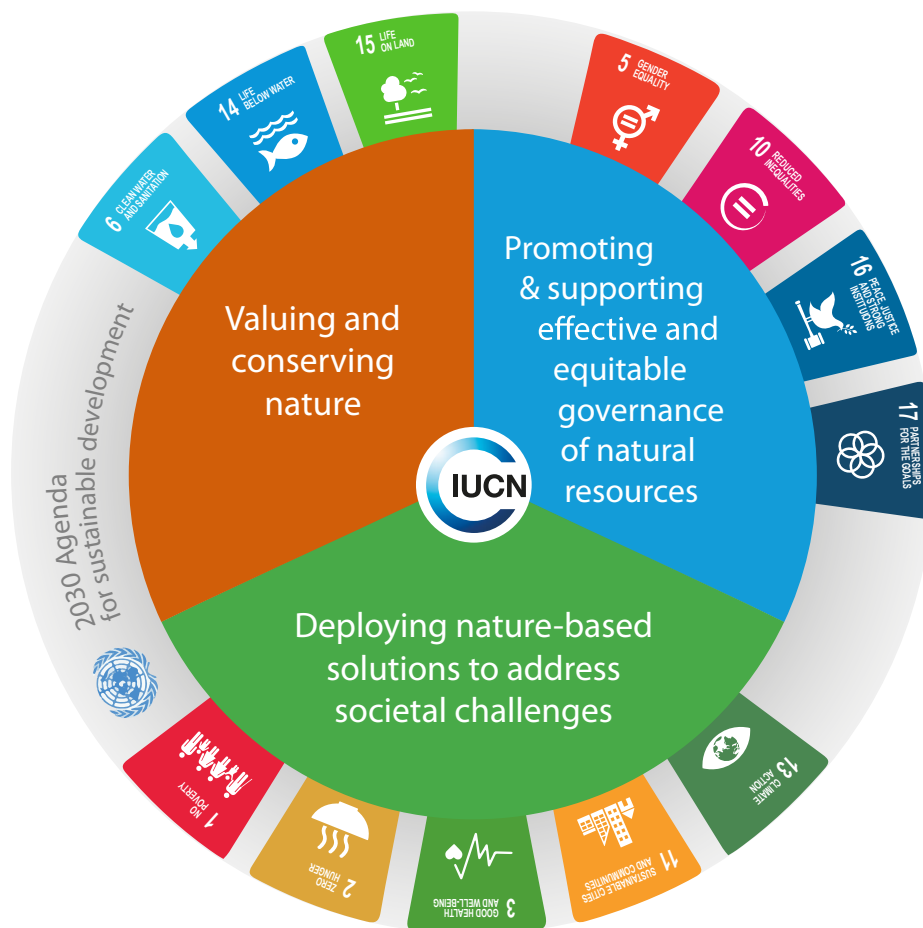 15 LIFE
ON LAND
14 LIFE
BELOW WATER
6 CLEAN WATER
AND SANITATION
5 GENDER
EQUALITY
10 REDUCED
INEQUALITIES
16 PEACE JUSTICE
AND STRONG
INSTITUTIONS
17 PARTNERSHIPS
FOR THE GOALS
Valuing and
conserving
nature
Promoting
& supporting
effective and
equitable
governance
of natural
resources
IUCN
Deploying nature-based
solutions to address
societal challenges
2030 Agenda
for sustainable development
1 NO
POVERTY
2 ZERO
HUNGER
3 GOOD HEALTH
AND WELL-BEING
11 SUSTAINABLE CITIES
AND COMMUNITIES
13 CLIMATE
ACTION